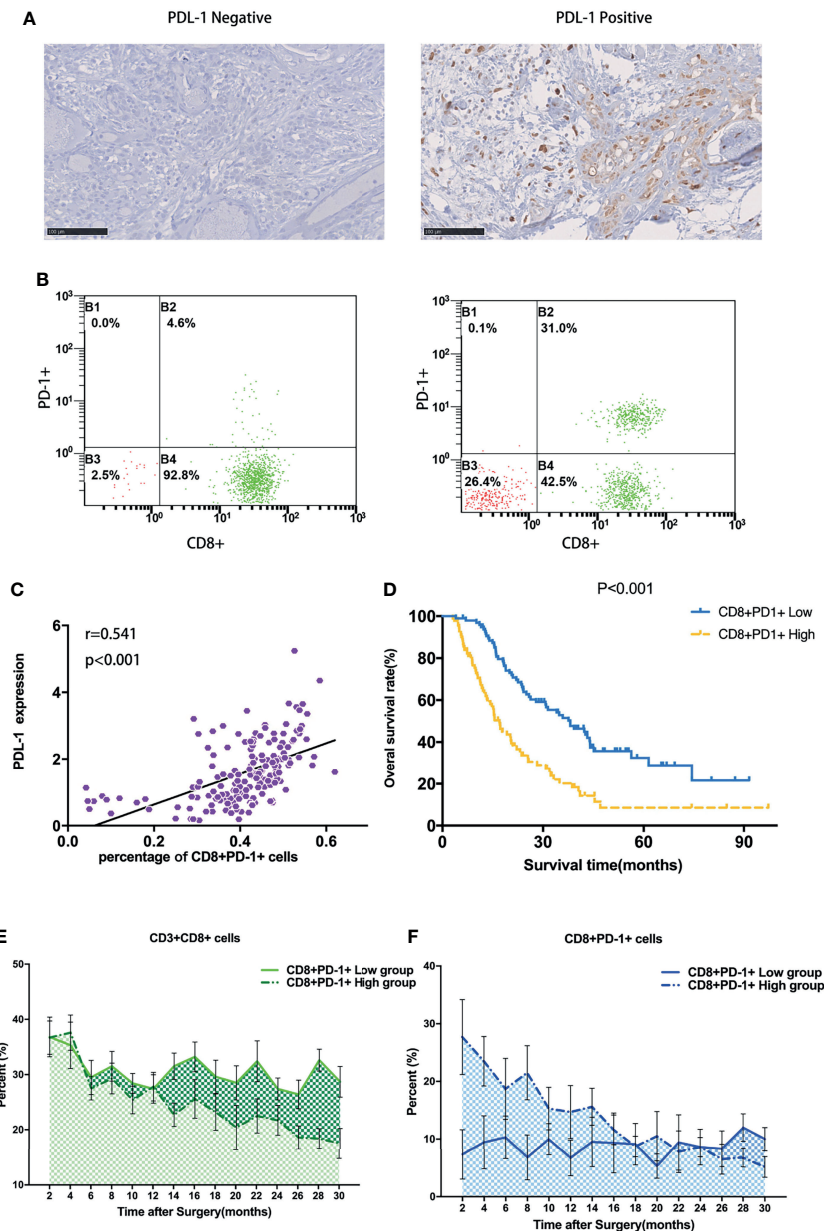 A
PDL-1 Negative
PDL-1 Positive
100 μm
100 μm
B
10³
10²
10¹
10⁰
PD-1+
B1
0.0%
B2
4.6%
B3
2.5%
B4
92.8%
10⁰ 10¹ 10² 10³
CD8+
10³
10²
10¹
10⁰
PD-1+
B1
0.1%
B2
31.0%
B3
26.4%
B4
42.5%
10⁰ 10¹ 10² 10³
CD8+
C
r=0.541
p<0.001
6
4
2
0
PDL-1 expression
0.0 0.2 0.4 0.6
percentage of CD8+PD-1+ cells
D
P<0.001
CD8+PD1+ Low
CD8+PD1+ High
100
80
60
40
20
0
Overal survival rate(%)
0 30 60 90
Survival time(months)
E
CD3+CD8+ cells
CD8+PD-1+ Low group
CD8+PD-1+ High group
50
40
30
20
10
Percent (%)
2 4 6 8 10 12 14 16 18 20 22 24 26 28 30
Time after Surgery(months)
F
CD8+PD-1+ cells
CD8+PD-1+ Low group
CD8+PD-1+ High group
40
30
20
10
0
Percent (%)
2 4 6 8 10 12 14 16 18 20 22 24 26 28 30
Time after Surgery(months)